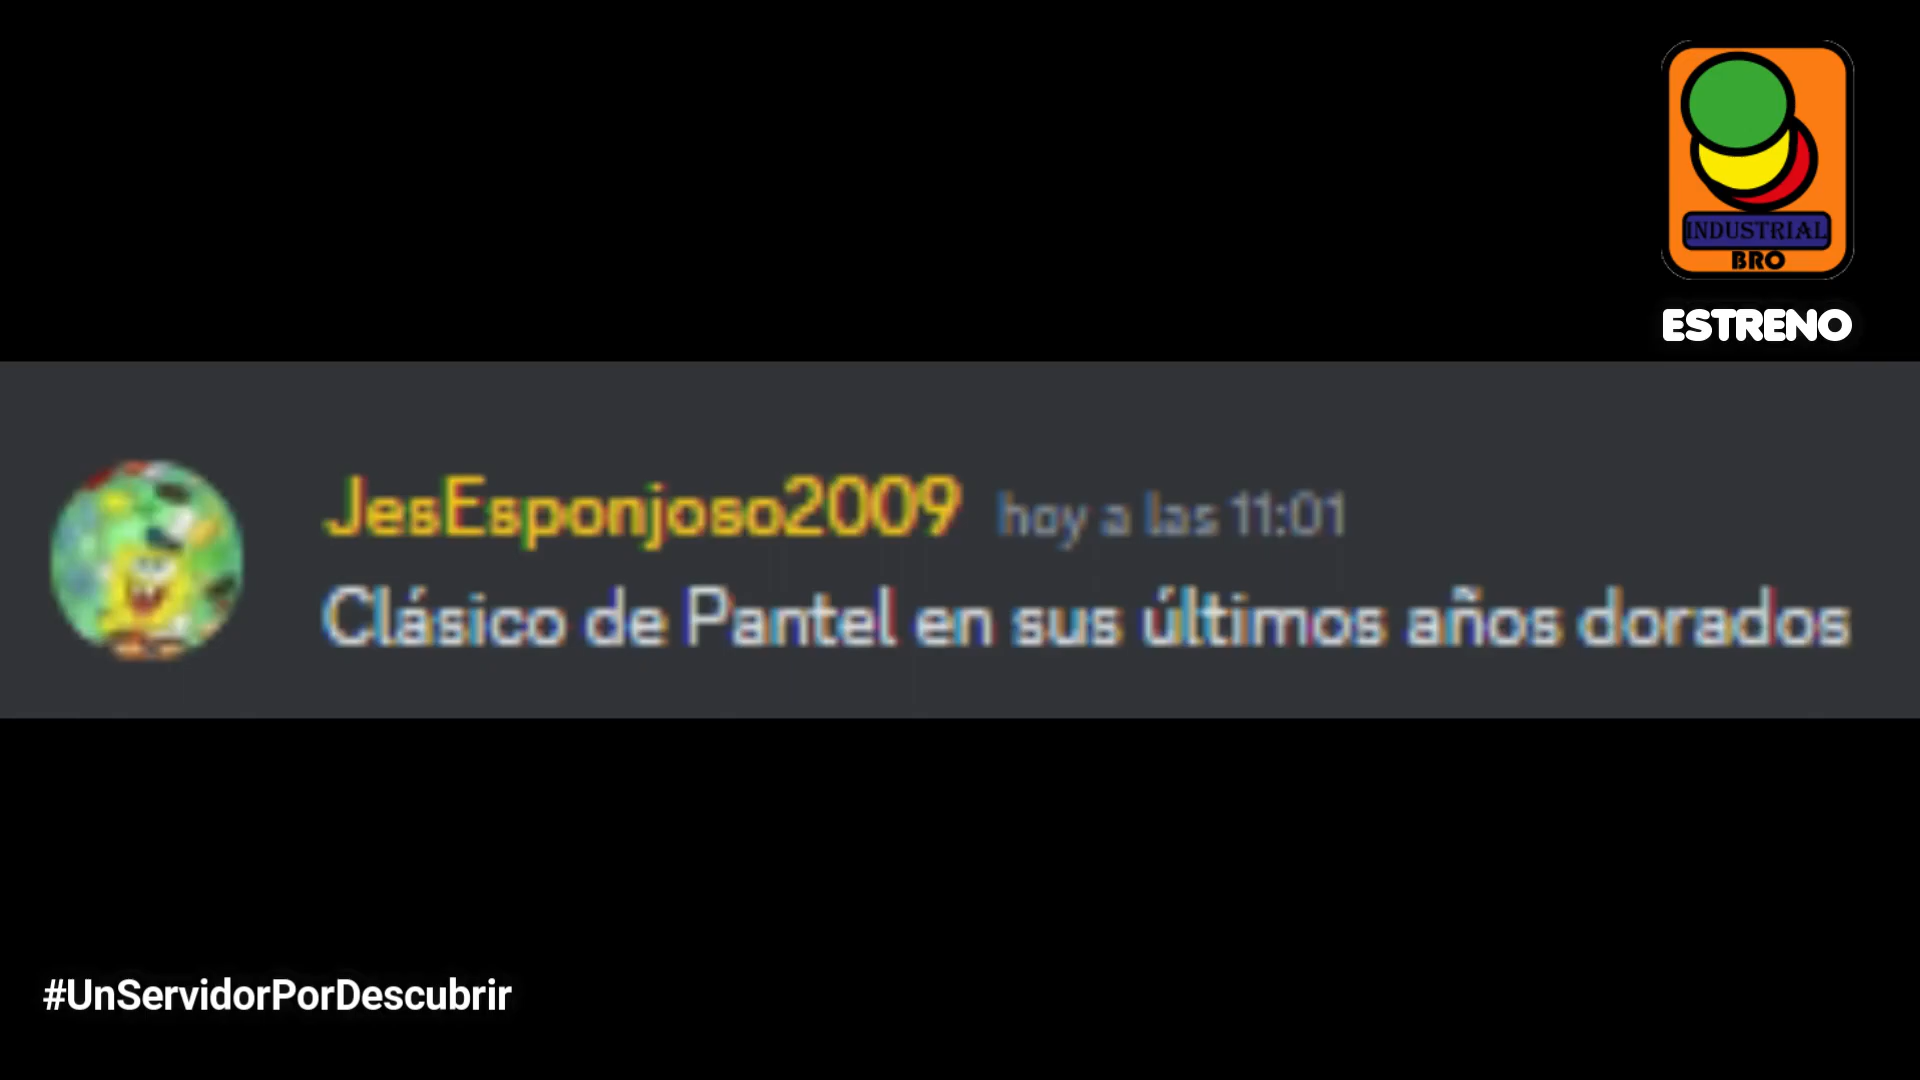 INDUSTRIAL
BRO
ESTRENO
JesEsponjoso2009 hoy a las 11:01
Clásico de Pantel en sus últimos años dorados
#UnServidorPorDescubrir